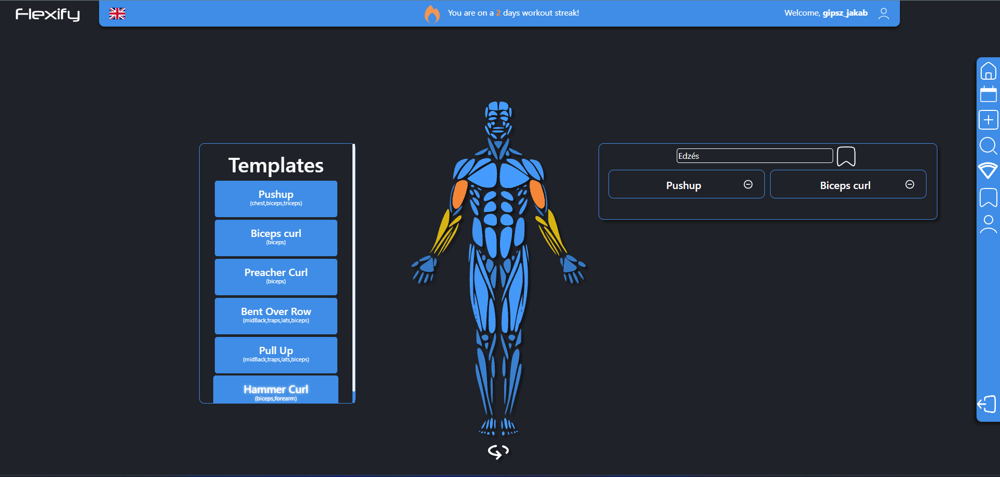 Flexify
You are on a 2 days workout streak!
Welcome, gipsz_jakab
Templates
Pushup
(chest,biceps,triceps)
Biceps curl
(biceps)
Preacher Curl
(biceps)
Bent Over Row
(midBack,traps,lats,biceps)
Pull Up
(midBack,traps,lats,biceps)
Hammer Curl
(biceps,forearm)
Edzés
Pushup
Biceps curl